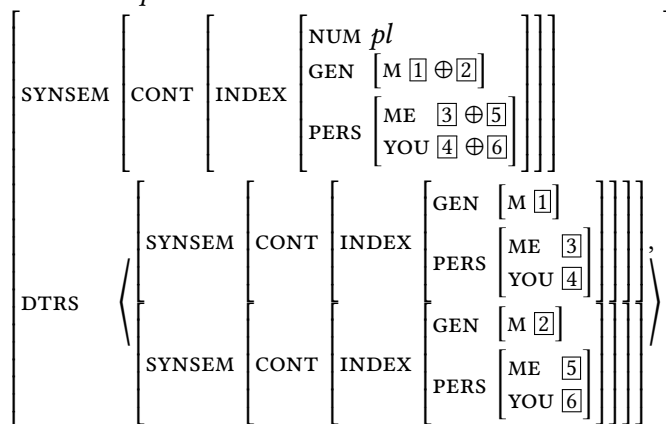 NUM pl
GEN [M 1 ⊕ 2]
SYNSEM [CONT [INDEX
PERS [ME 3 ⊕ 5
YOU 4 ⊕ 6]]]]
GEN [M 1]
SYNSEM [CONT [INDEX
PERS [ME 3
YOU 4]]]] ,
DTRS ⟨ ⟩
GEN [M 2]
SYNSEM [CONT [INDEX
PERS [ME 5
YOU 6]]]]